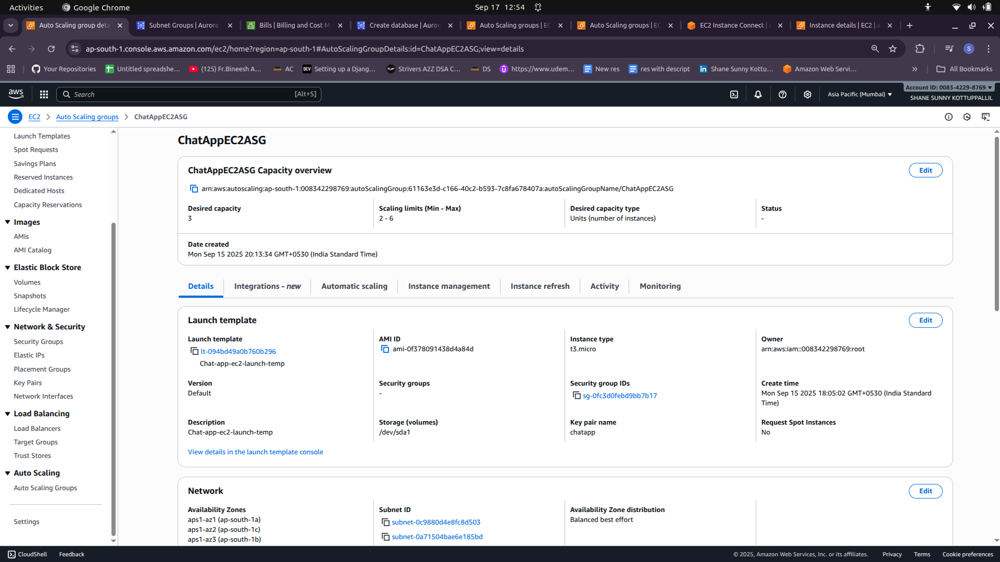 Activities
Google Chrome
Sep 17 12:54
Auto Scaling group deta
Subnet Groups | Aurora
Bills | Billing and Cost M
Create database | Auror
Auto Scaling groups | EC
Auto Scaling groups | EC
EC2 Instance Connect |
Instance details | EC2 | a
ap-south-1.console.aws.amazon.com/ec2/home?region=ap-south-1#AutoScalingGroupDetails:id=ChatAppEC2ASG;view=details
S
Your Repositories
Untitled spreadshe...
(125) Fr.Bineesh A...
AC
DEV
Setting up a Djang...
TUF
Strivers A2Z DSA C...
DS
https://www.udem...
New res
res with descript
Shane Sunny Kottu...
Amazon Web Servi...
All Bookmarks
aws
Search
[Alt+S]
Asia Pacific (Mumbai)
Account ID: 0083-4229-8769
SHANE SUNNY KOTTUPPALLIL
EC2
Auto Scaling groups
ChatAppEC2ASG
Launch Templates
Spot Requests
Savings Plans
Reserved Instances
Dedicated Hosts
Capacity Reservations
Images
AMIs
AMI Catalog
Elastic Block Store
Volumes
Snapshots
Lifecycle Manager
Network & Security
Security Groups
Elastic IPs
Placement Groups
Key Pairs
Network Interfaces
Load Balancing
Load Balancers
Target Groups
Trust Stores
Auto Scaling
Auto Scaling Groups
Settings
ChatAppEC2ASG
ChatAppEC2ASG Capacity overview
Edit
arn:aws:autoscaling:ap-south-1:008342298769:autoScalingGroup:61163e3d-c166-40c2-b593-7c8fa678407a:autoScalingGroupName/ChatAppEC2ASG
Desired capacity
3
Scaling limits (Min - Max)
2 - 6
Desired capacity type
Units (number of instances)
Status
-
Date created
Mon Sep 15 2025 20:13:34 GMT+0530 (India Standard Time)
Details
Integrations - new
Automatic scaling
Instance management
Instance refresh
Activity
Monitoring
Launch template
Edit
Launch template
lt-094bd49a0b760b296
Chat-app-ec2-launch-temp
AMI ID
ami-0f378091438d4a84d
Instance type
t3.micro
Owner
arn:aws:iam::008342298769:root
Version
Default
Security groups
-
Security group IDs
sg-0fc3d0febd9bb7b17
Create time
Mon Sep 15 2025 18:05:02 GMT+0530 (India Standard
Time)
Description
Chat-app-ec2-launch-temp
Storage (volumes)
/dev/sda1
Key pair name
chatapp
Request Spot Instances
No
View details in the launch template console
Network
Edit
Availability Zones
aps1-az1 (ap-south-1a)
aps1-az2 (ap-south-1c)
aps1-az3 (ap-south-1b)
Subnet ID
subnet-0c9880d4e8fc8d503
subnet-0a71504bae6e185bd
Availability Zone distribution
Balanced best effort
CloudShell
Feedback
© 2025, Amazon Web Services, Inc. or its affiliates.
Privacy
Terms
Cookie preferences